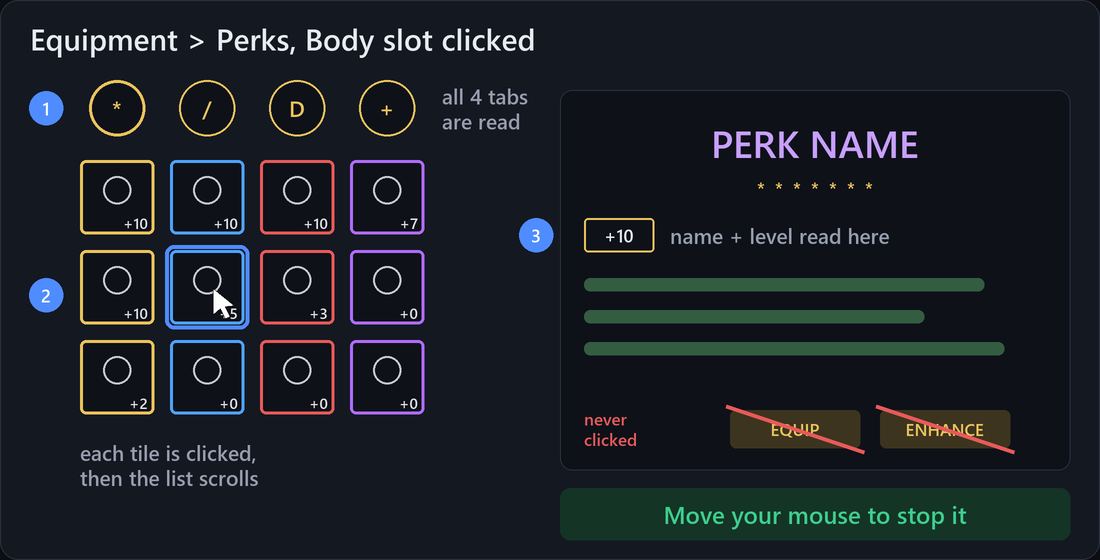 Equipment > Perks, Body slot clicked
1
*
/
D
+
all 4 tabs
are read
+10
+10
+10
+7
2
+10
+3
+0
+2
+0
+0
+0
each tile is clicked,
then the list scrolls
PERK NAME
* * * * * * *
3
+10
name + level read here
never
clicked
EQUIP
ENHANCE
Move your mouse to stop it